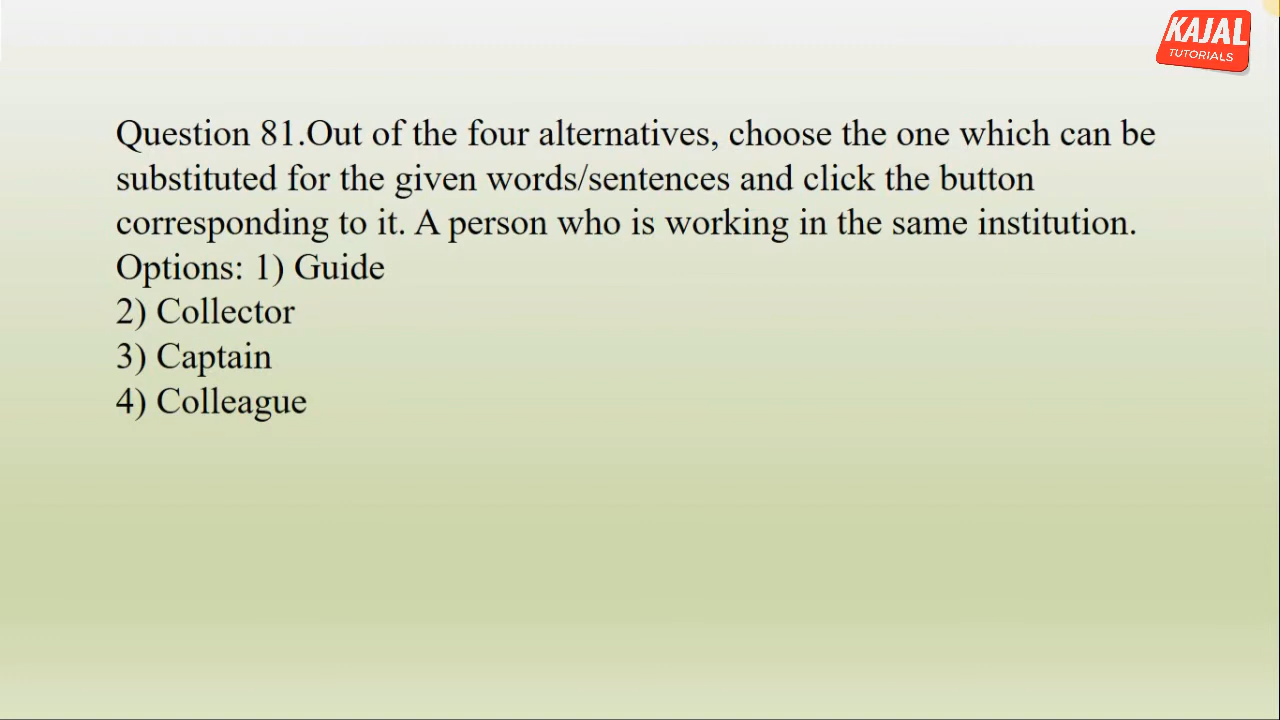 KAJAL
TUTORIALS
Question 81.Out of the four alternatives, choose the one which can be
substituted for the given words/sentences and click the button
corresponding to it. A person who is working in the same institution.
Options: 1) Guide
2) Collector
3) Captain
4) Colleague